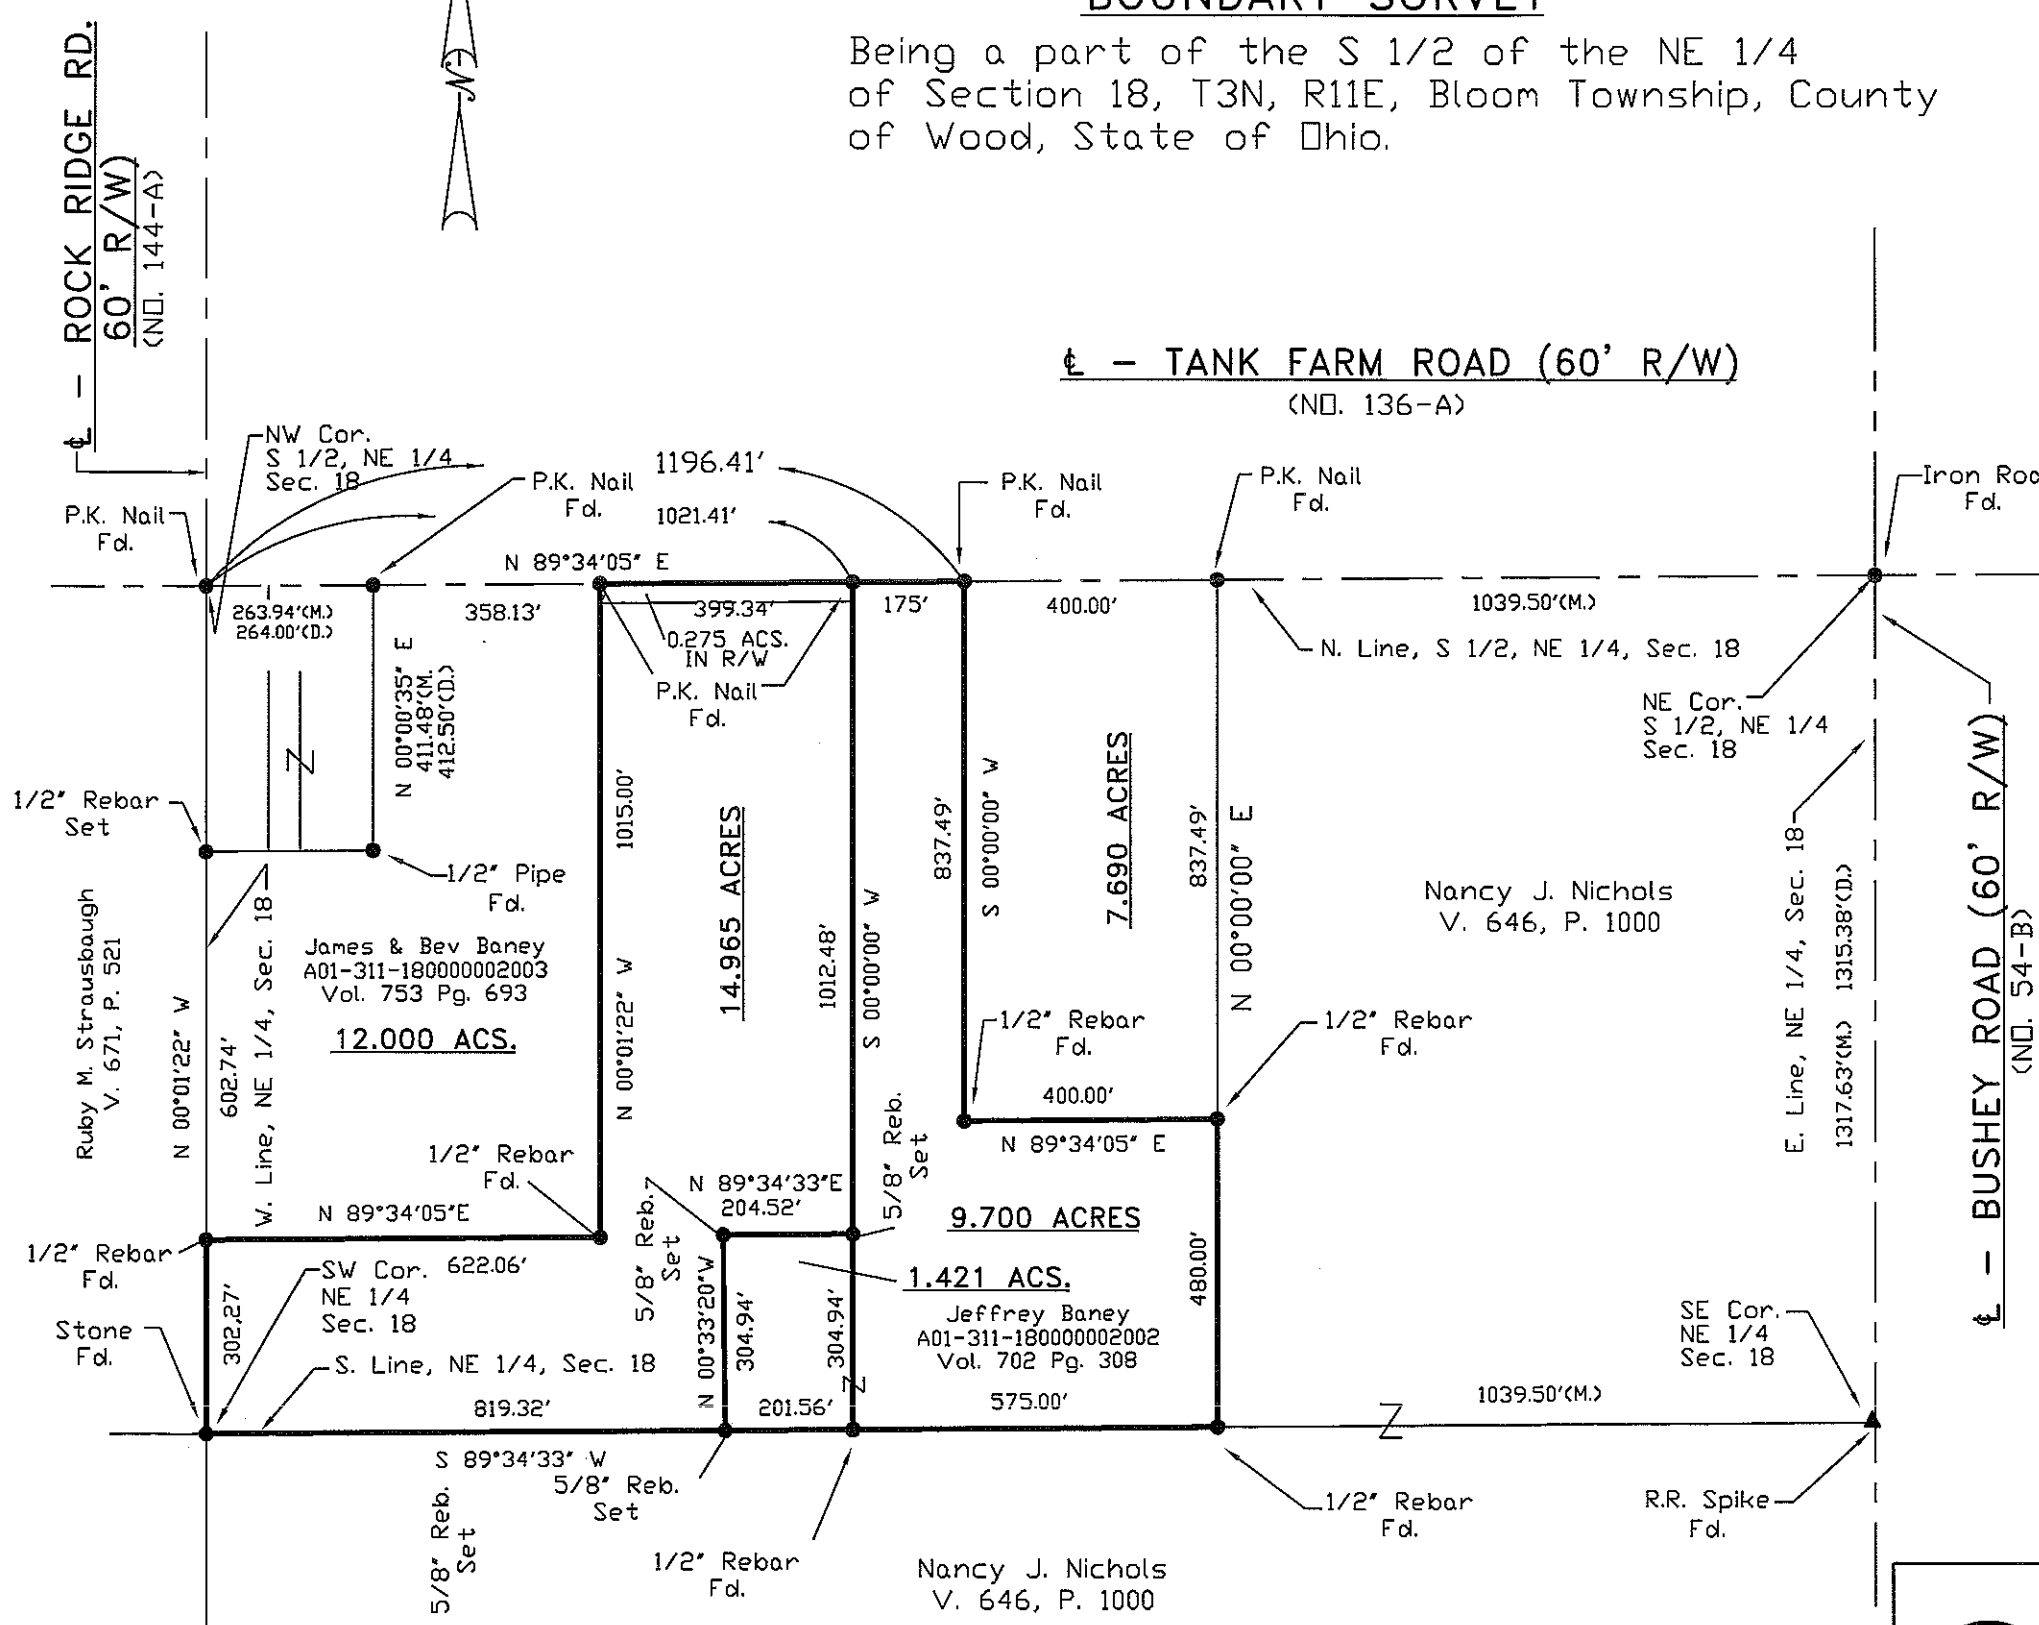 BOUNDARY SURVEY
Being a part of the S 1/2 of the NE 1/4
of Section 18, T3N, R11E, Bloom Township, County
of Wood, State of Ohio.
N
℄ - ROCK RIDGE RD.
60' R/W)
(NO. 144-A)
℄ - TANK FARM ROAD (60' R/W)
(NO. 136-A)
NW Cor.
S 1/2, NE 1/4
Sec. 18
P.K. Nail
Fd.
P.K. Nail
Fd.
1196.41'
1021.41'
P.K. Nail
Fd.
P.K. Nail
Fd.
Iron Rod
Fd.
N 89°34'05" E
263.94'(M.)
264.00'(D.)
358.13'
399.34'
175'
400.00'
1039.50'(M.)
0.275 ACS.
IN R/W
P.K. Nail
Fd.
N. Line, S 1/2, NE 1/4, Sec. 18
NE Cor.
S 1/2, NE 1/4
Sec. 18
N 00°00'35" E
411.48'(M.
412.50'(D.)
1/2" Rebar
Set
1/2" Pipe
Fd.
1015.00'
N 00°01'22" W
14.965 ACRES
1012.48'
S 00°00'00" W
837.49'
S 00°00'00" W
7.690 ACRES
837.49'
N 00°00'00" E
Nancy J. Nichols
V. 646, P. 1000
E. Line, NE 1/4, Sec. 18
1317.63'(M.) 1315.38'(D.)
℄ - BUSHEY ROAD (60' R/W)
(NO. 54-B)
Ruby M. Strausbaugh
V. 671, P. 521
N 00°01'22" W
602.74'
W. Line, NE 1/4, Sec. 18
James & Bev Baney
A01-311-180000002003
Vol. 753 Pg. 693
12.000 ACS.
1/2" Rebar
Fd.
1/2" Rebar
Fd.
400.00'
N 89°34'05" E
1/2" Rebar
Fd.
N 89°34'05"E
622.06'
1/2" Rebar
Fd.
5/8" Reb.
Set
N 89°34'33"E
204.52'
5/8" Reb.
Set
9.700 ACRES
1.421 ACS.
Jeffrey Baney
A01-311-180000002002
Vol. 702 Pg. 308
480.00'
302.27'
Stone
Fd.
SW Cor.
NE 1/4
Sec. 18
S. Line, NE 1/4, Sec. 18
N 00°33'20"W
304.94'
304.94'
SE Cor.
NE 1/4
Sec. 18
819.32'
201.56'
575.00'
1039.50'(M.)
S 89°34'33" W
5/8" Reb.
Set
5/8" Reb.
Set
1/2" Rebar
Fd.
1/2" Rebar
Fd.
R.R. Spike
Fd.
Nancy J. Nichols
V. 646, P. 1000